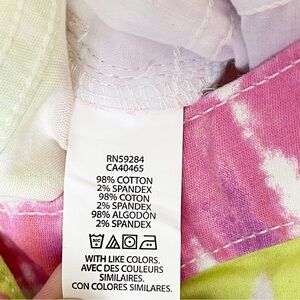 RN59284
CA40465
98% COTTON
2% SPANDEX
98% COTON
2% SPANDEX
98% ALGODÓN
2% SPANDEX
WITH LIKE COLORS.
AVEC DES COULEURS
SIMILAIRES.
CON COLORES SIMILARES.